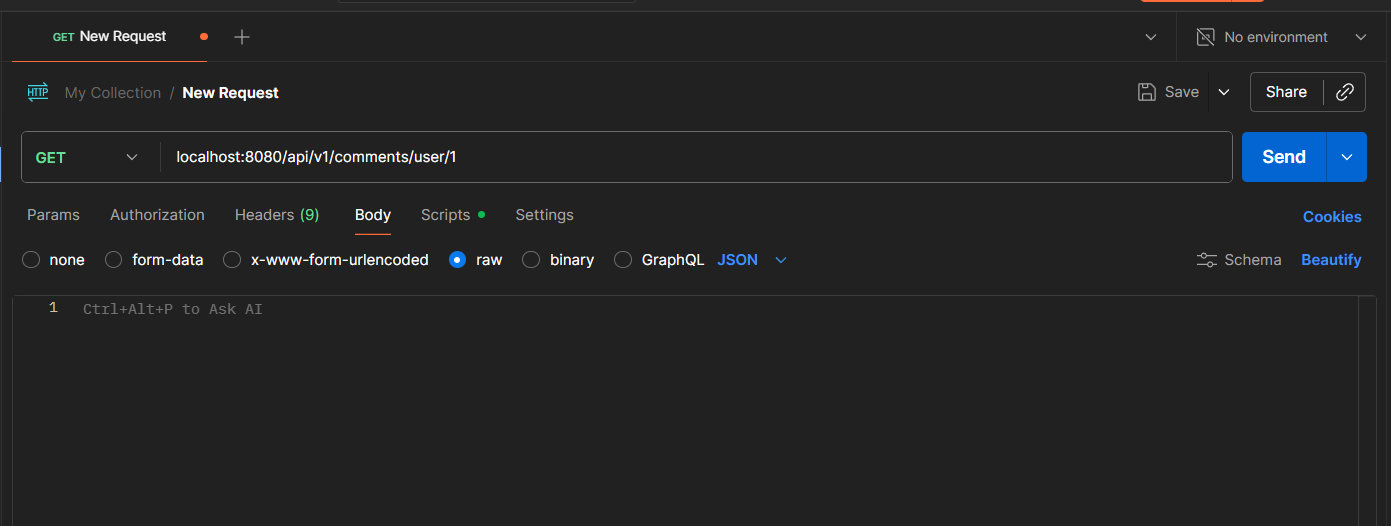 GET New Request
No environment
HTTP My Collection / New Request
Save
Share
GET localhost:8080/api/v1/comments/user/1
Send
Params Authorization Headers (9) Body Scripts Settings Cookies
none form-data x-www-form-urlencoded raw binary GraphQL JSON Schema Beautify
1 Ctrl+Alt+P to Ask AI